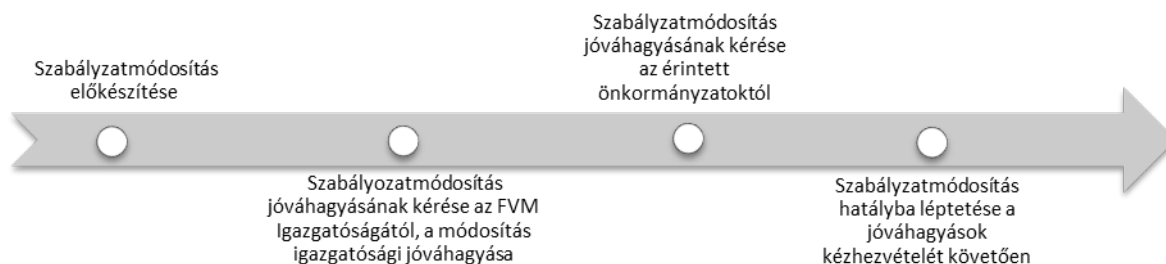 Szabályzatmódosítás
előkészítése
Szabályozatmódosítás
jóváhagyásának kérése az FVM
Igazgatóságától, a módosítás
igazgatósági jóváhagyása
Szabályzatmódosítás
jóváhagyásának kérése
az érintett
önkormányzatoktól
Szabályzatmódosítás
hatályba léptetése a
jóváhagyások
kézhezvételét követően